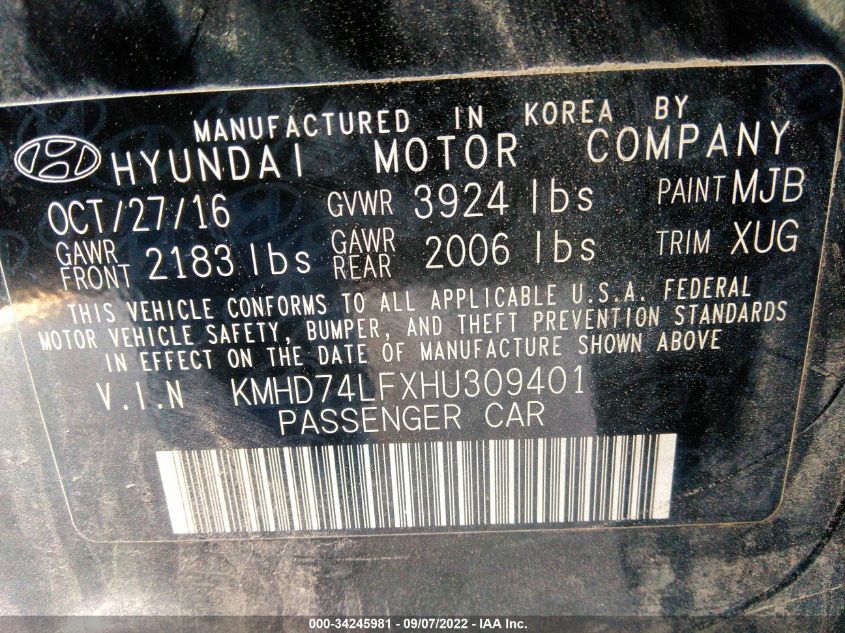 MANUFACTURED IN KOREA BY
HYUNDAI MOTOR COMPANY
OCT/27/16 GVWR 3924 lbs PAINT MJB
GAWR FRONT 2183 lbs GAWR REAR 2006 lbs TRIM XUG
THIS VEHICLE CONFORMS TO ALL APPLICABLE U.S.A. FEDERAL
MOTOR VEHICLE SAFETY, BUMPER, AND THEFT PREVENTION STANDARDS
IN EFFECT ON THE DATE OF MANUFACTURE SHOWN ABOVE
V.I.N KMHD74LFXHU309401
PASSENGER CAR
000-34245981 - 09/07/2022 - IAA Inc.